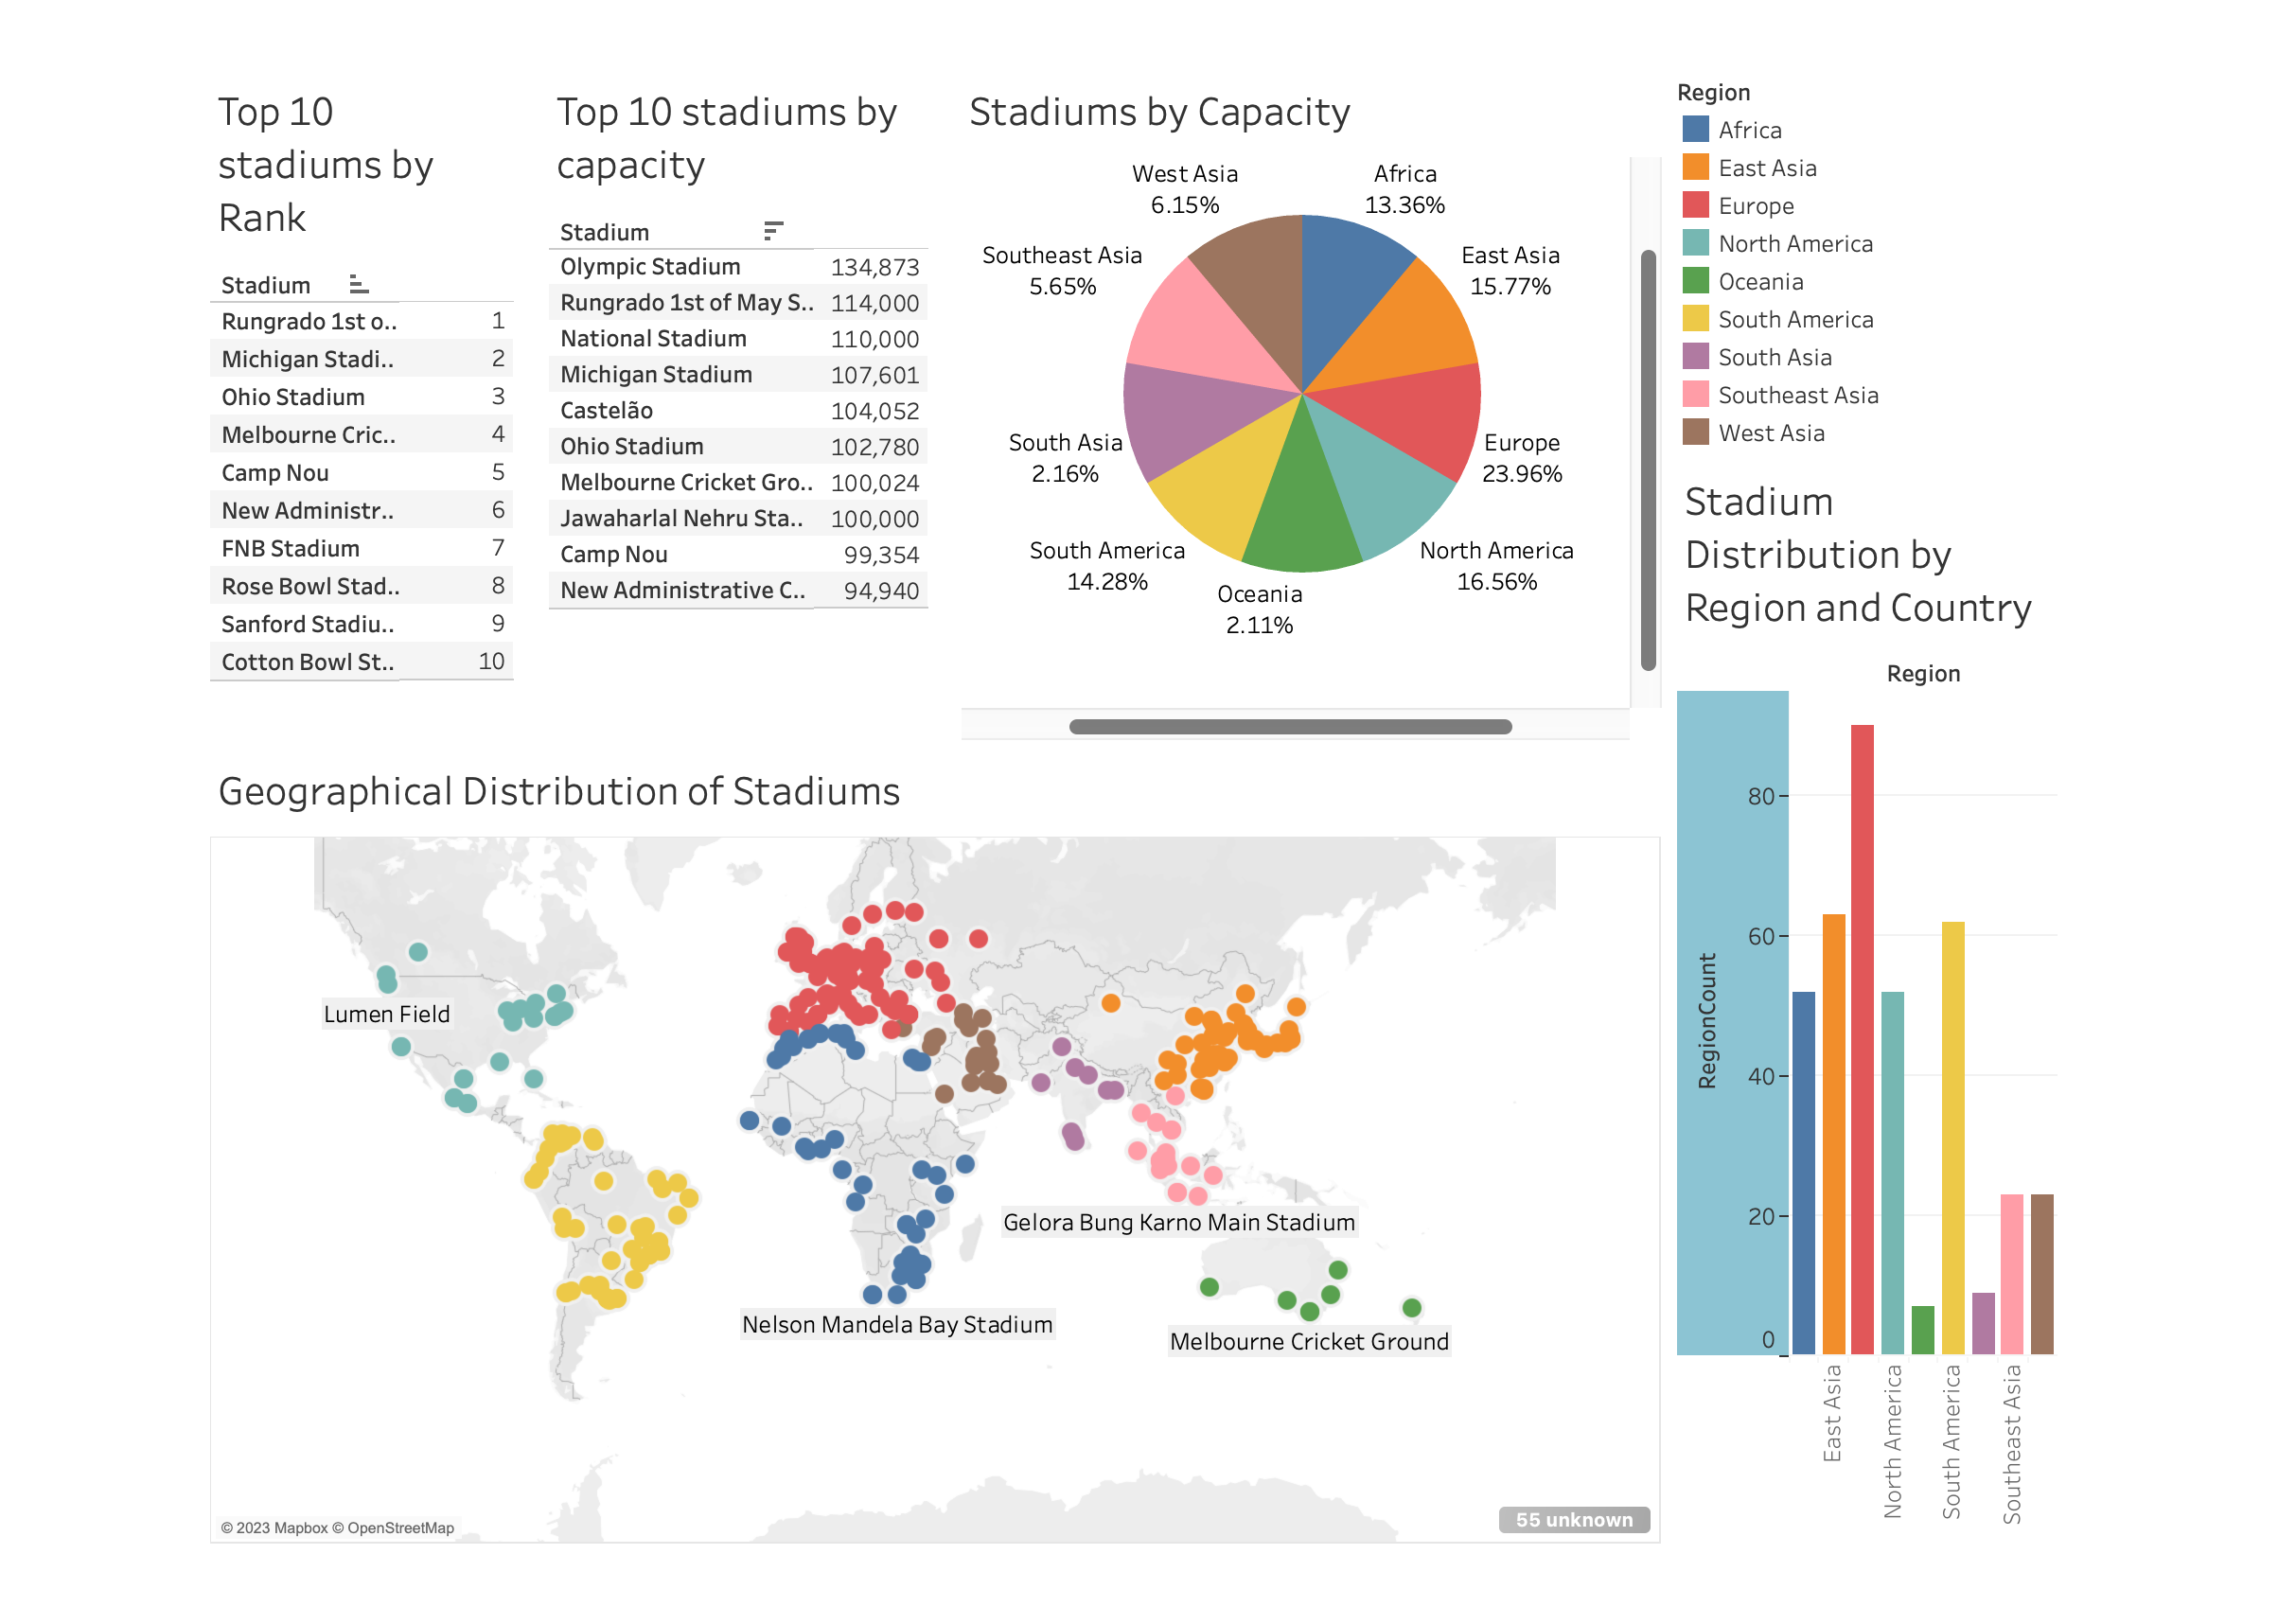 Top 10
stadiums by
Rank
Stadium
Rungrado 1st o.. 1
Michigan Stadi.. 2
Ohio Stadium 3
Melbourne Cric.. 4
Camp Nou 5
New Administr.. 6
FNB Stadium 7
Rose Bowl Stad.. 8
Sanford Stadiu.. 9
Cotton Bowl St.. 10
Top 10 stadiums by
capacity
Stadium
Olympic Stadium 134,873
Rungrado 1st of May S.. 114,000
National Stadium 110,000
Michigan Stadium 107,601
Castelão 104,052
Ohio Stadium 102,780
Melbourne Cricket Gro.. 100,024
Jawaharlal Nehru Sta.. 100,000
Camp Nou 99,354
New Administrative C.. 94,940
Stadiums by Capacity
West Asia
6.15%
Africa
13.36%
Southeast Asia
5.65%
East Asia
15.77%
South Asia
2.16%
Europe
23.96%
South America
14.28%
North America
16.56%
Oceania
2.11%
Region
Africa
East Asia
Europe
North America
Oceania
South America
South Asia
Southeast Asia
West Asia
Stadium
Distribution by
Region and Country
Region
RegionCount
80
60
40
20
0
East Asia
North America
South America
Southeast Asia
Geographical Distribution of Stadiums
Lumen Field
Gelora Bung Karno Main Stadium
Nelson Mandela Bay Stadium
Melbourne Cricket Ground
© 2023 Mapbox © OpenStreetMap
55 unknown